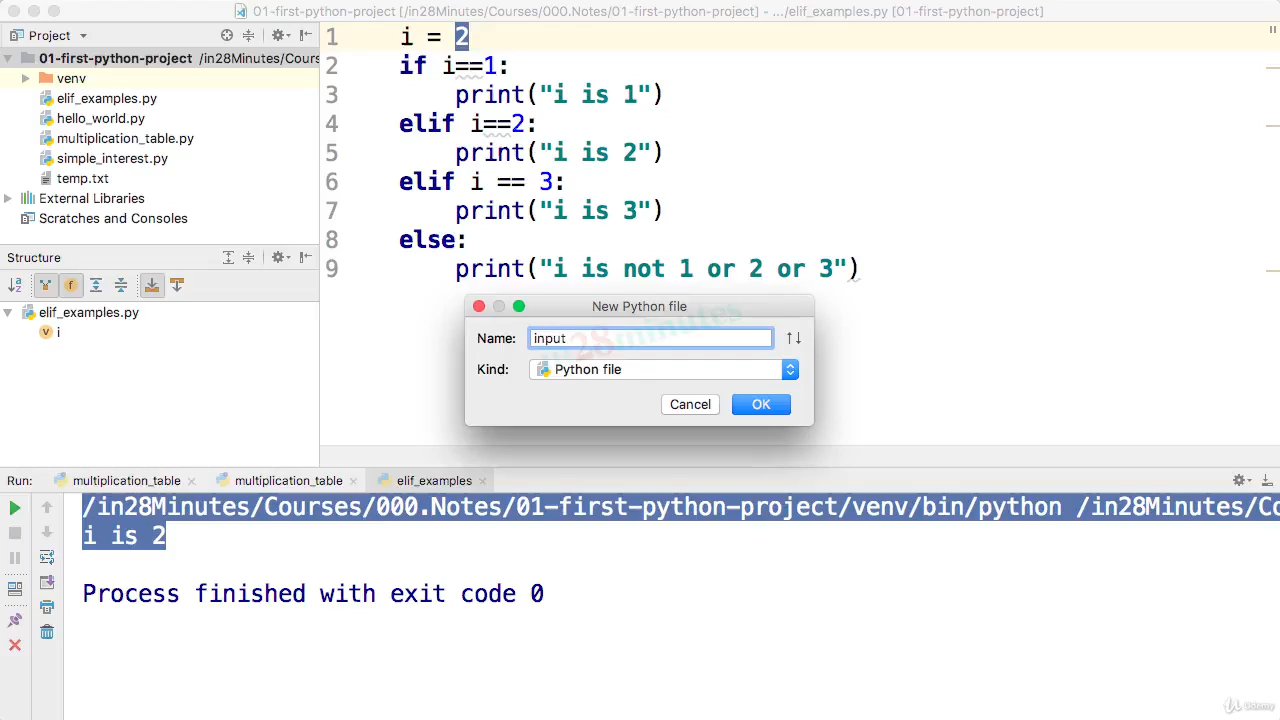 01-first-python-project [/in28Minutes/Courses/000.Notes/01-first-python-project] - .../elif_examples.py [01-first-python-project]
Project
01-first-python-project /in28Minutes/Cours
venv
elif_examples.py
hello_world.py
multiplication_table.py
simple_interest.py
temp.txt
External Libraries
Scratches and Consoles
Structure
elif_examples.py
v i
1 i = 2
2 if i==1:
3 print("i is 1")
4 elif i==2:
5 print("i is 2")
6 elif i == 3:
7 print("i is 3")
8 else:
9 print("i is not 1 or 2 or 3")
New Python file
Name: input
Kind: Python file
in28minutes
Cancel OK
Run: multiplication_table multiplication_table elif_examples
/in28Minutes/Courses/000.Notes/01-first-python-project/venv/bin/python /in28Minutes/Co
i is 2
Process finished with exit code 0
Udemy